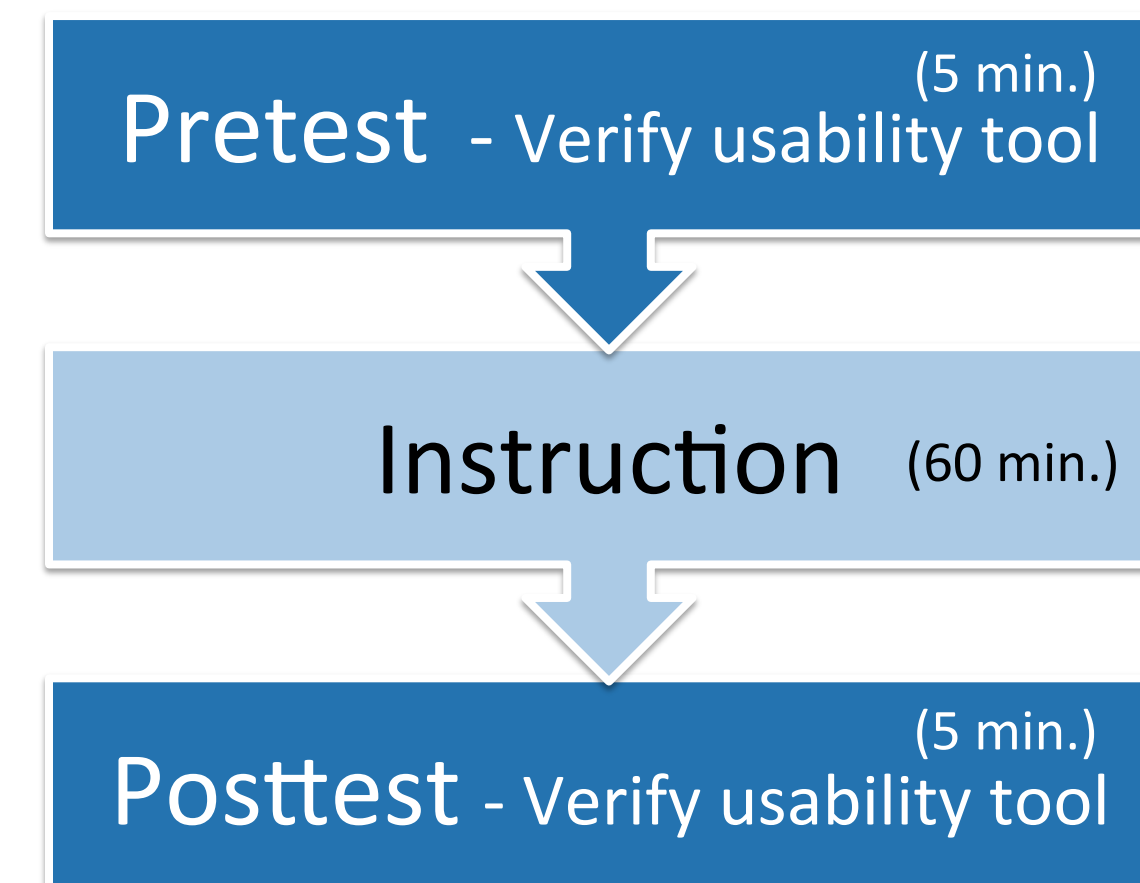 (5 min.)
Pretest - Verify usability tool
Instruction (60 min.)
(5 min.)
Posttest - Verify usability tool